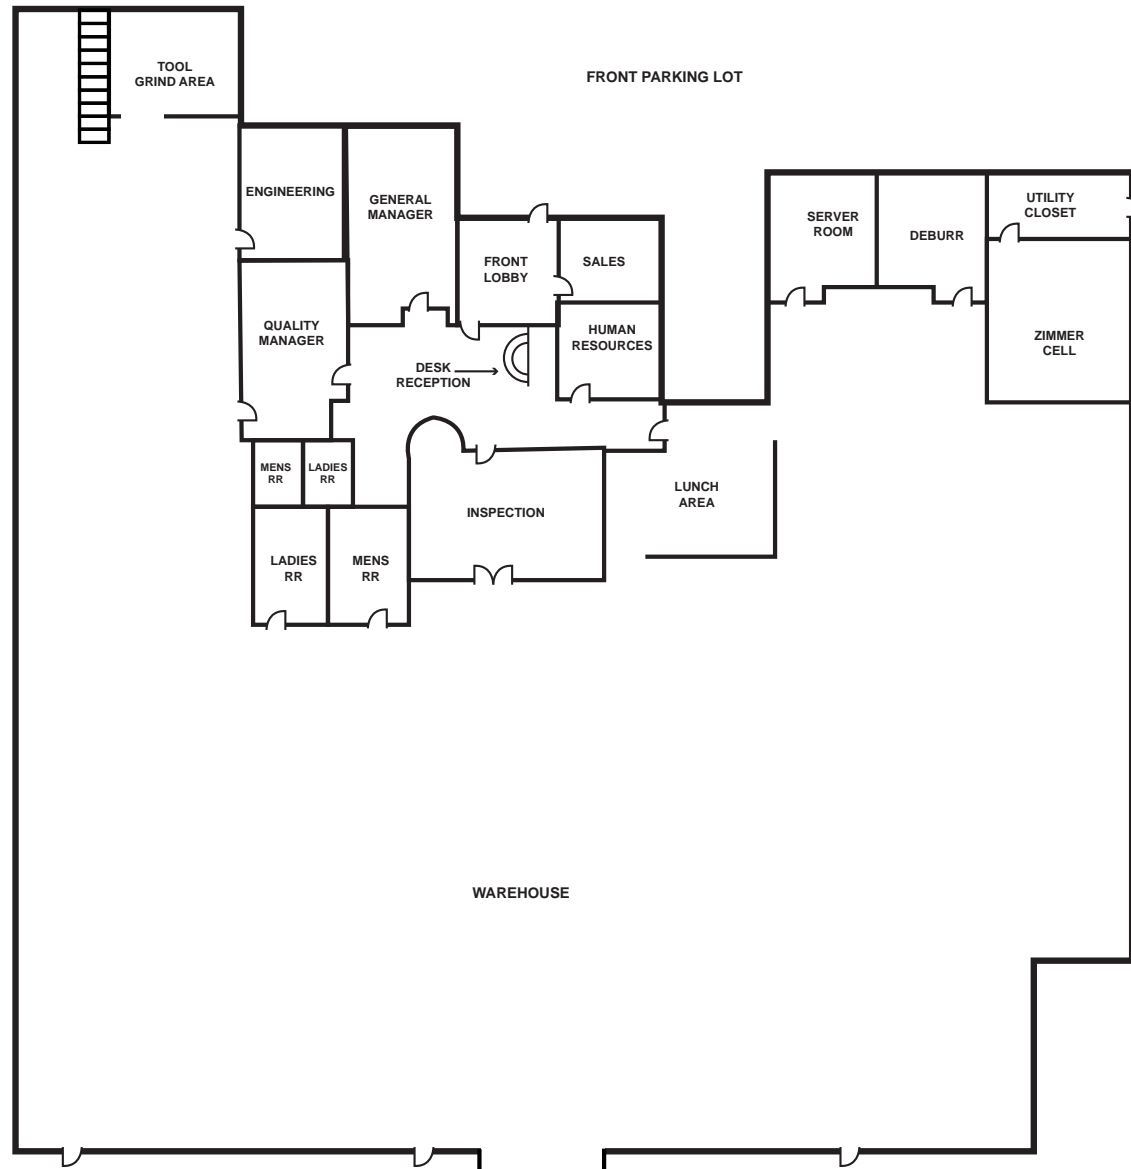 TOOL
GRIND AREA
FRONT PARKING LOT
ENGINEERING
GENERAL
MANAGER
UTILITY
CLOSET
SERVER
ROOM
DEBURR
FRONT
LOBBY
SALES
QUALITY
MANAGER
HUMAN
RESOURCES
ZIMMER
CELL
DESK
RECEPTION
MENS
RR
LADIES
RR
LUNCH
AREA
INSPECTION
LADIES
RR
MENS
RR
WAREHOUSE